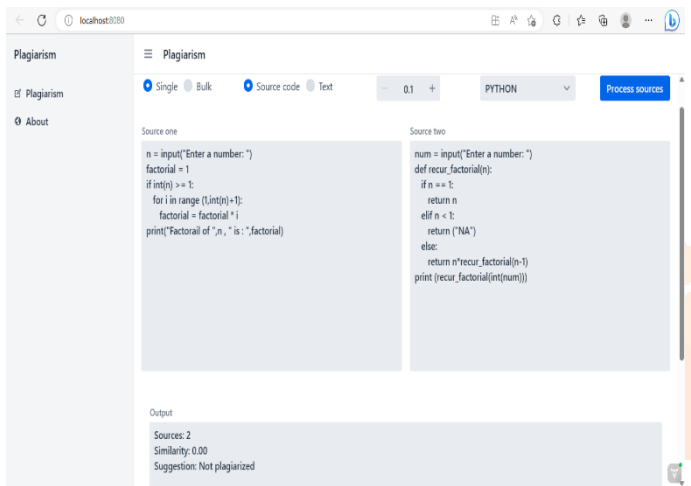 localhost:8080
Plagiarism
Plagiarism
Plagiarism
About
Single Bulk Source code Text - 0.1 + PYTHON Process sources
Source one
n = input("Enter a number: ")
factorial = 1
if int(n) >= 1:
for i in range (1,int(n)+1):
factorial = factorial * i
print("Factorail of ",n , " is : ",factorial)
Source two
num = input("Enter a number: ")
def recur_factorial(n):
if n == 1:
return n
elif n < 1:
return ("NA")
else:
return n*recur_factorial(n-1)
print (recur_factorial(int(num)))
Output
Sources: 2
Similarity: 0.00
Suggestion: Not plagiarized